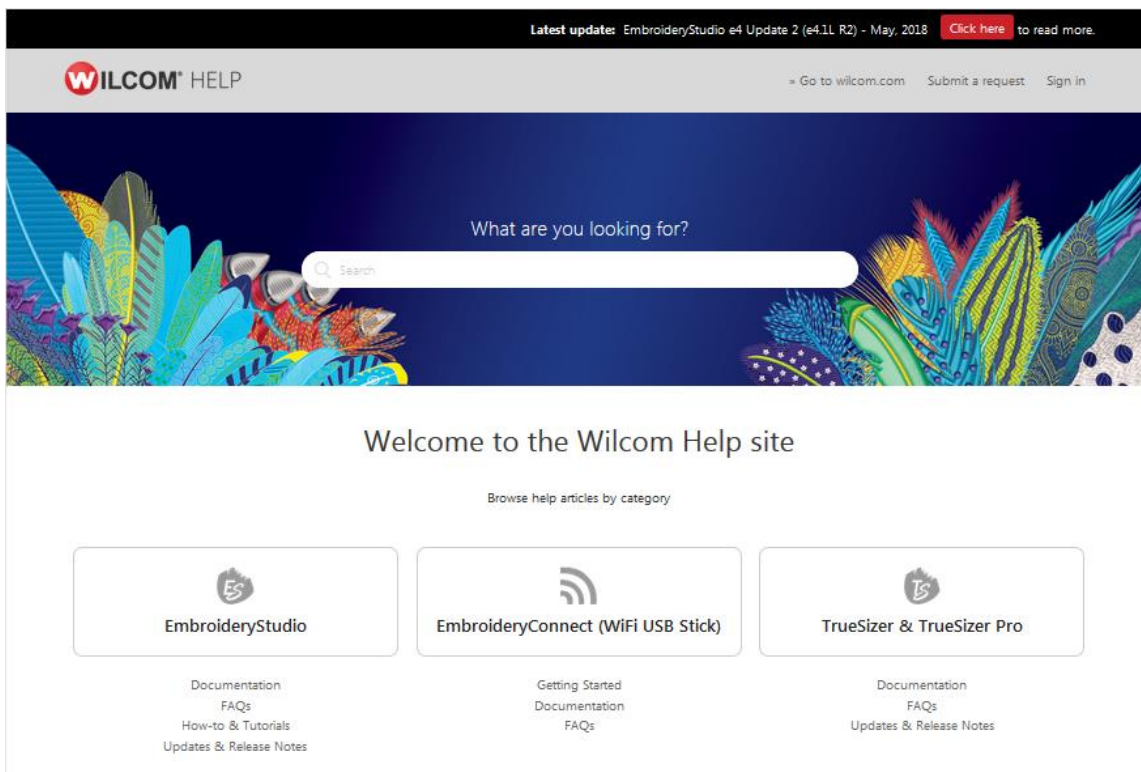 Latest update: EmbroideryStudio e4 Update 2 (e4.1L R2) - May, 2018 Click here to read more.
WILCOM® HELP » Go to wilcom.com Submit a request Sign in
What are you looking for?
Search
Welcome to the Wilcom Help site
Browse help articles by category
ES TS
EmbroideryStudio EmbroideryConnect (WiFi USB Stick) TrueSizer & TrueSizer Pro
Documentation Getting Started Documentation
FAQs Documentation FAQs
How-to & Tutorials FAQs Updates & Release Notes
Updates & Release Notes